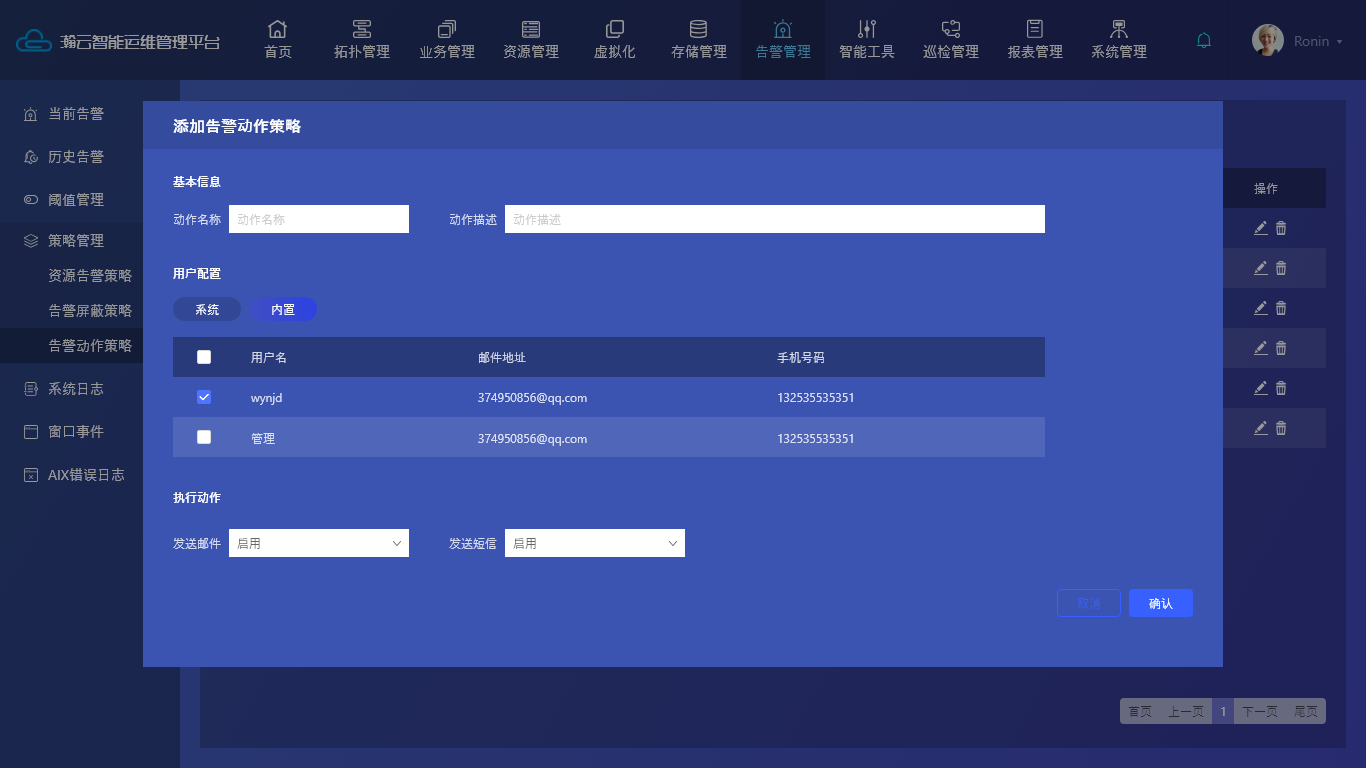 瀚云智能运维管理平台
首页 拓扑管理 业务管理 资源管理 虚拟化 存储管理 告警管理 智能工具 巡检管理 报表管理 系统管理
Ronin
当前告警
历史告警
阈值管理
策略管理
资源告警策略
告警屏蔽策略
告警动作策略
系统日志
窗口事件
AIX错误日志
添加告警动作策略
基本信息
动作名称 动作名称 动作描述 动作描述
用户配置
系统 内置
用户名 邮件地址 手机号码
wynjd 374950856@qq.com 132535535351
管理 374950856@qq.com 132535535351
执行动作
发送邮件 启用 发送短信 启用
取消 确认
操作
首页 上一页 1 下一页 尾页